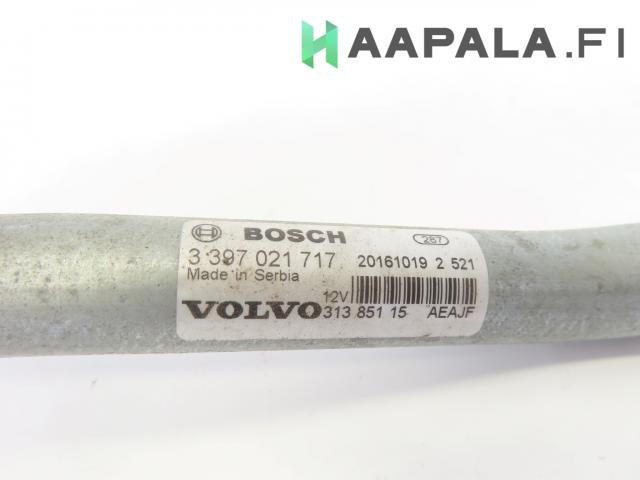 HAAPALA.FI
BOSCH 287
3 397 021 717 20161019 2 521
Made in Serbia
12V
VOLVO 313 851 15 AEAJF